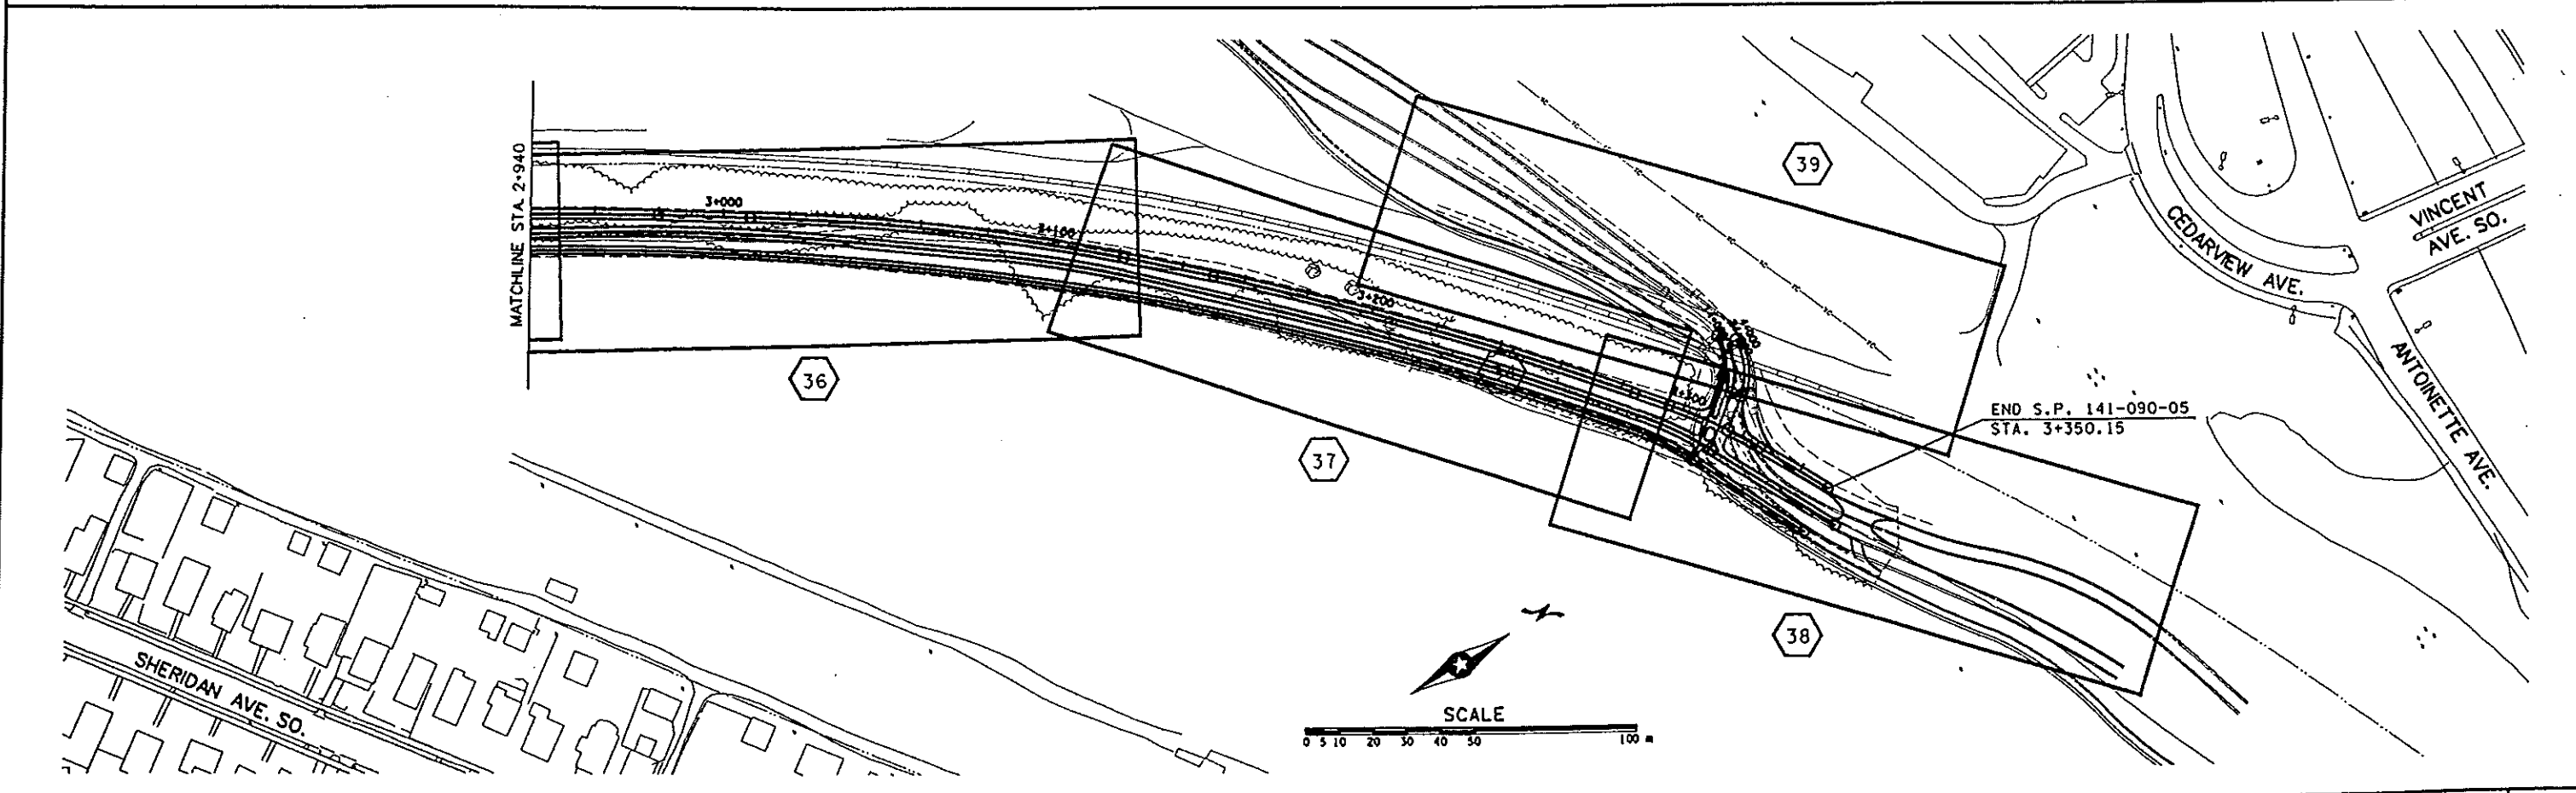 MATCHLINE STA. 2+940
3+000
3+100
3+200
3+300
36
37
38
39
END S.P. 141-090-05
STA. 3+350.15
CEDARVIEW AVE.
VINCENT
AVE. SO.
ANTOINETTE AVE.
SHERIDAN AVE. SO.
SCALE
0 5 10 20 30 40 50 100 m